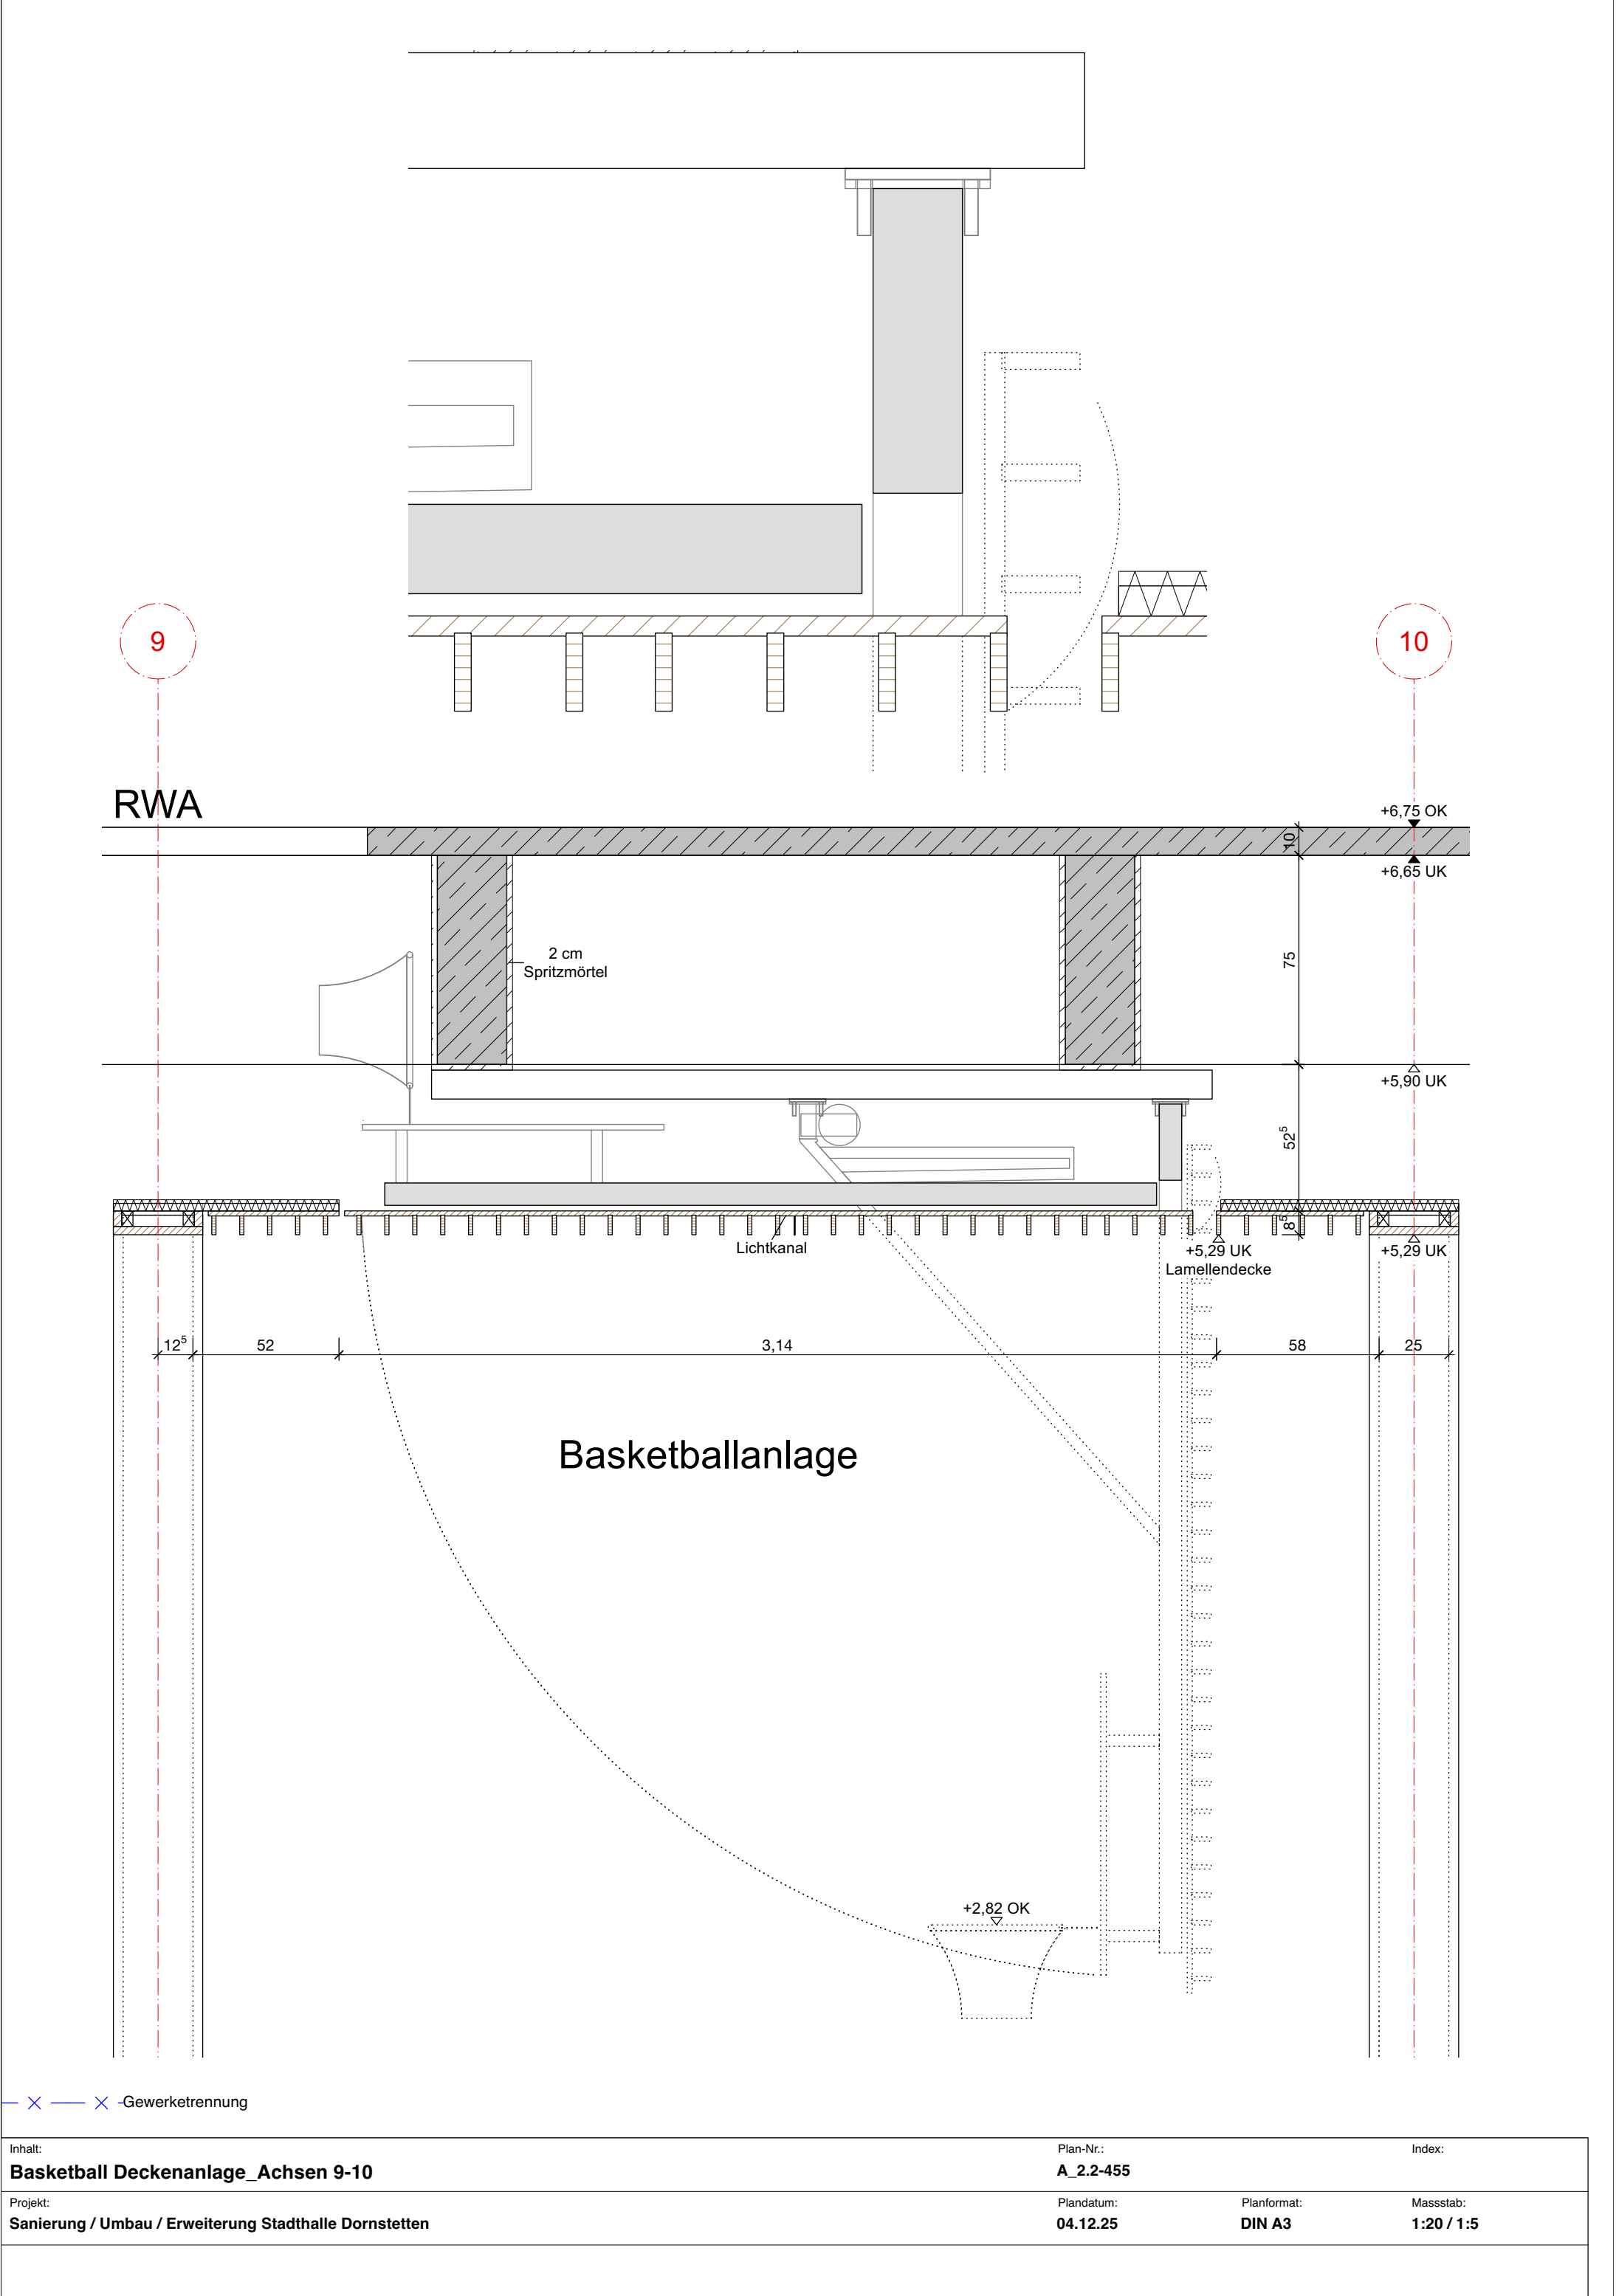 9
10
RWA
+6,75 OK
10
+6,65 UK
2 cm
Spritzmörtel
75
+5,90 UK
52⁵
8⁵
Lichtkanal
+5,29 UK
Lamellendecke
+5,29 UK
12⁵
52
3,14
58
25
Basketballanlage
+2,82 OK
Gewerketrennung
Inhalt:
Basketball Deckenanlage_Achsen 9-10
Plan-Nr.:
A_2.2-455
Index:
Projekt:
Sanierung / Umbau / Erweiterung Stadthalle Dornstetten
Plandatum:
04.12.25
Planformat:
DIN A3
Massstab:
1:20 / 1:5